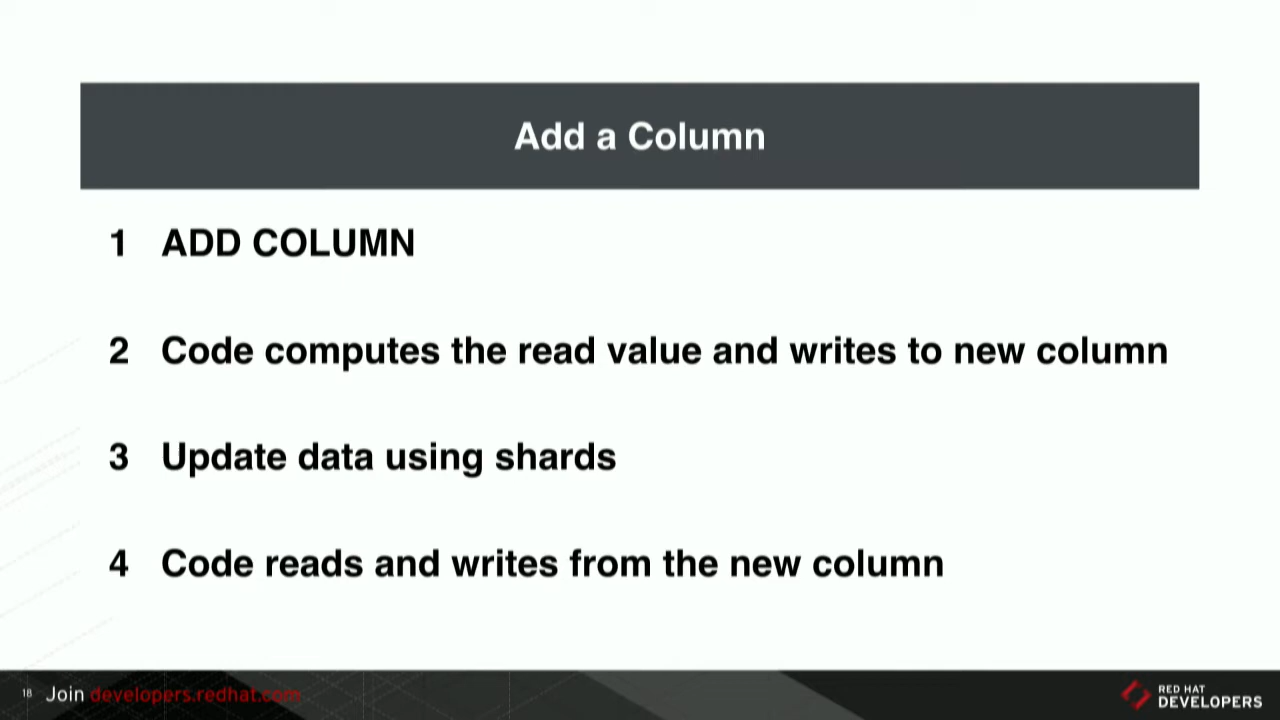 Add a Column
1 ADD COLUMN
2 Code computes the read value and writes to new column
3 Update data using shards
4 Code reads and writes from the new column
18 Join developers.redhat.com
RED HAT
DEVELOPERS